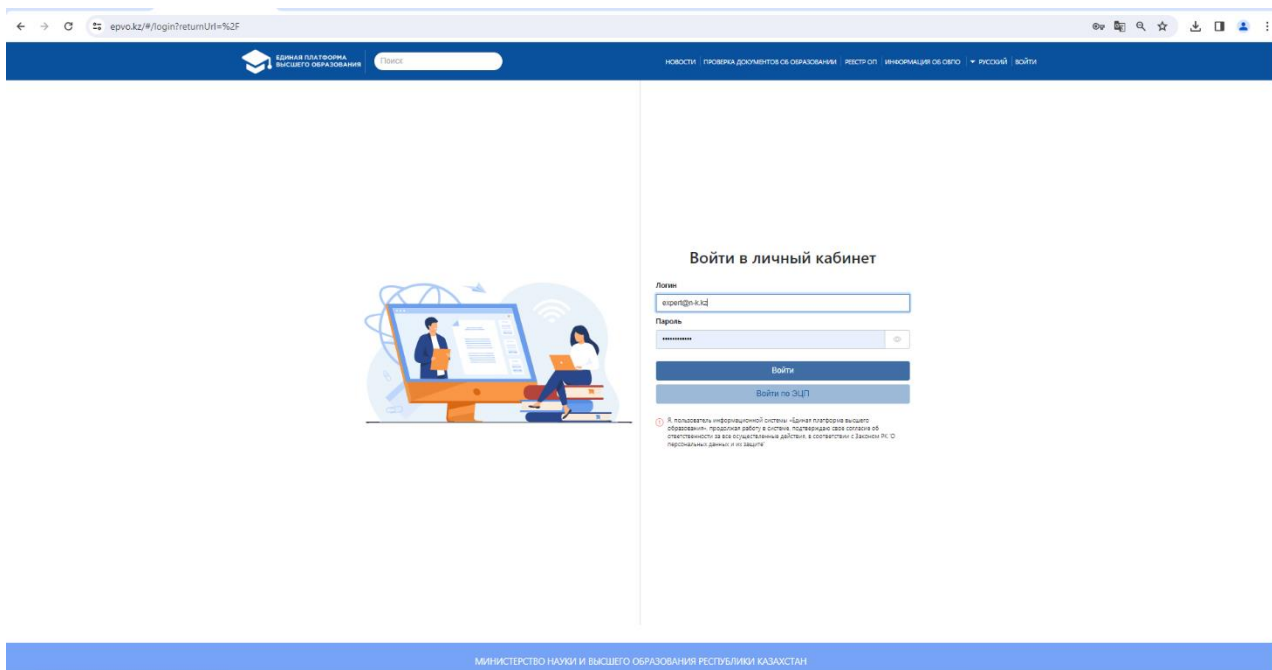 epvo.kz/#/login?returnUrl=%2F
ЕДИНАЯ ПЛАТФОРМА
ВЫСШЕГО ОБРАЗОВАНИЯ
Поиск
НОВОСТИ
ПРОВЕРКА ДОКУМЕНТОВ ОБ ОБРАЗОВАНИИ
РЕЕСТР ОП
ИНФОРМАЦИЯ ОБ ОВПО
РУССКИЙ
ВОЙТИ
Войти в личный кабинет
Логин
expert@n-k.kz
Пароль
Войти
Войти по ЭЦП
Я, пользователь информационной системы «Единая платформа высшего
образования», продолжая работу в системе, подтверждаю свое согласие об
ответственности за все осуществленные действия, в соответствии с Законом РК 'О
персональных данных и их защите'
МИНИСТЕРСТВО НАУКИ И ВЫСШЕГО ОБРАЗОВАНИЯ РЕСПУБЛИКИ КАЗАХСТАН